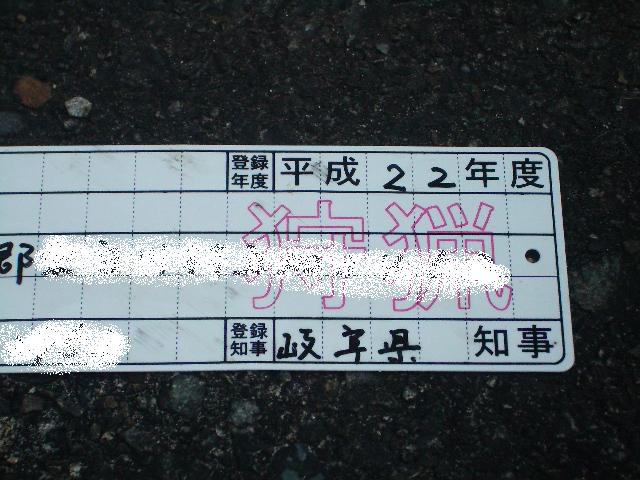 登録年度 平成22年度
狩猟
郡
登録知事 岐阜県 知事